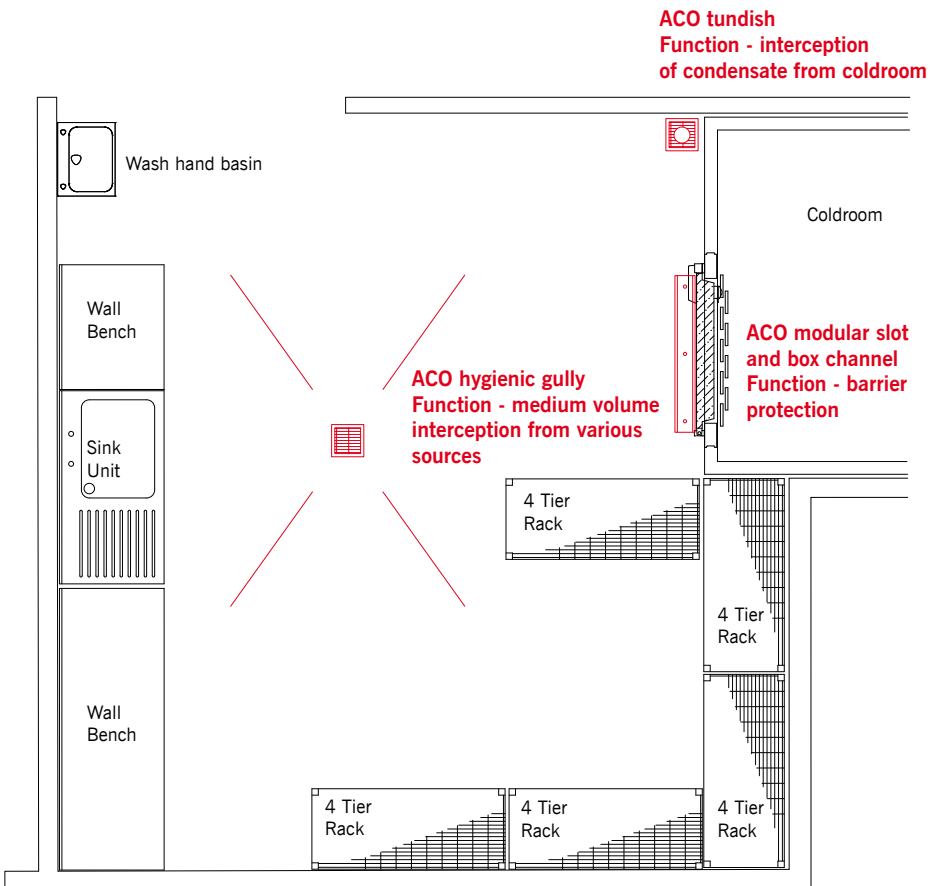 ACO tundish
Function - interception
of condensate from coldroom
Wash hand basin
Coldroom
Wall
Bench
ACO modular slot
and box channel
Function - barrier
protection
ACO hygienic gully
Function - medium volume
interception from various
sources
Sink
Unit
4 Tier
Rack
4 Tier
Rack
Wall
Bench
4 Tier
Rack
4 Tier
Rack
4 Tier
Rack